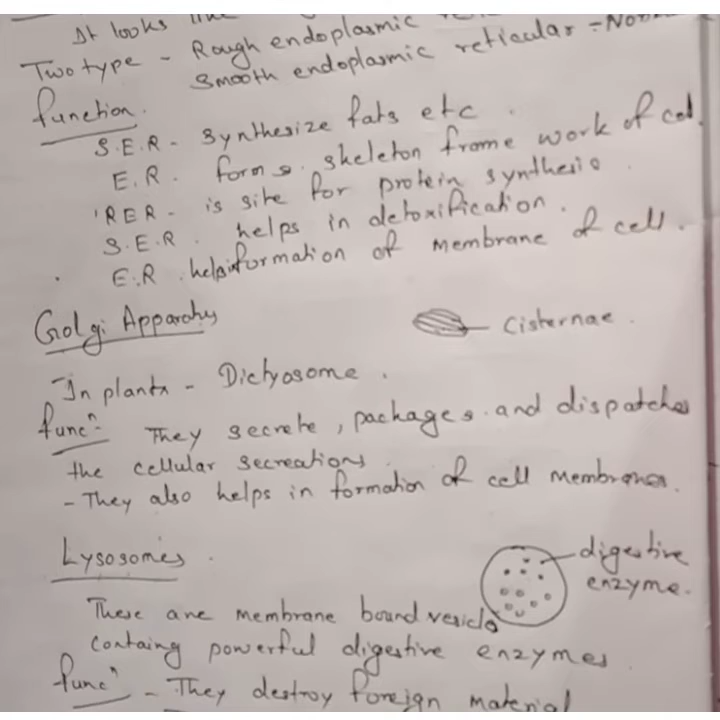 It looks
Two type - Rough endoplasmic
Smooth endoplasmic reticular -
function.
S.E.R - synthesize fats etc.
E.R. forms skeleton frame work of cell.
RER - is site for protein synthesis
S.E.R. helps in detoxification.
E.R. helps formation of membrane of cell.
Golgi Apparatus
Cisternae.
In plants - Dictyosome.
funcⁿ - They secrete, packages and dispatches
the cellular secreations
- They also helps in formation of cell membranes.
Lysosomes.
digestive
enzyme.
These are membrane bound vesicle
containg powerful digestive enzymes.
funcⁿ - They destroy foreign material